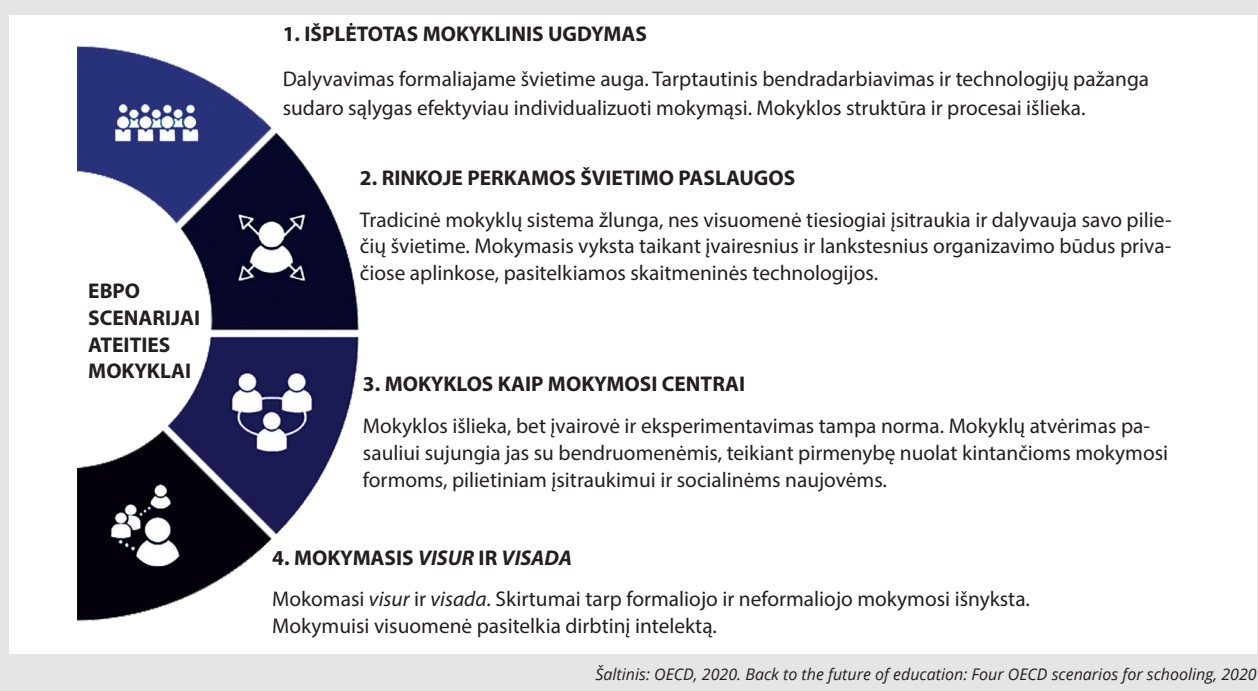 1. IŠPLĖTOTAS MOKYKLINIS UGDYMAS
Dalyvavimas formaliajame švietime auga. Tarptautinis bendradarbiavimas ir technologijų pažanga
sudaro sąlygas efektyviau individualizuoti mokymąsi. Mokyklos struktūra ir procesai išlieka.
2. RINKOJE PERKAMOS ŠVIETIMO PASLAUGOS
Tradicinė mokyklų sistema žlunga, nes visuomenė tiesiogiai įsitraukia ir dalyvauja savo pilie-
čių švietime. Mokymasis vyksta taikant įvairesnius ir lankstesnius organizavimo būdus priva-
čiose aplinkose, pasitelkiamos skaitmeninės technologijos.
EBPO
SCENARIJAI
ATEITIES
MOKYKLAI
3. MOKYKLOS KAIP MOKYMOSI CENTRAI
Mokyklos išlieka, bet įvairovė ir eksperimentavimas tampa norma. Mokyklų atvėrimas pa-
sauliui sujungia jas su bendruomenėmis, teikiant pirmenybę nuolat kintančioms mokymosi
formoms, pilietiniam įsitraukimui ir socialinėms naujovėms.
4. MOKYMASIS VISUR IR VISADA
Mokomasi visur ir visada. Skirtumai tarp formaliojo ir neformaliojo mokymosi išnyksta.
Mokymuisi visuomenė pasitelkia dirbtinį intelektą.
Šaltinis: OECD, 2020. Back to the future of education: Four OECD scenarios for schooling, 2020